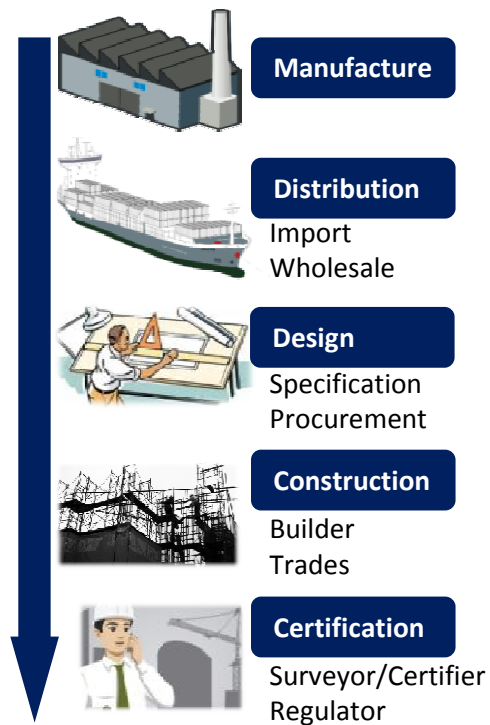 Manufacture
Distribution
Import
Wholesale
Design
Specification
Procurement
Construction
Builder
Trades
Certification
Surveyor/Certifier
Regulator